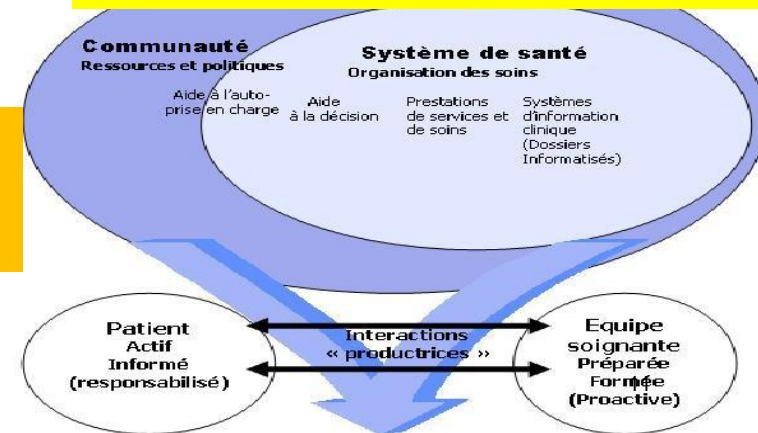 Communauté
Ressources et politiques
Système de santé
Organisation des soins
Aide à l'auto-
prise en charge
Aide
à la décision
Prestations
de services et
de soins
Systèmes
d'information
clinique
(Dossiers
Informatisés)
Patient
Actif
Informé
(responsabilisé)
Interactions
« productrices »
Equipe
soignante
Préparée
Formée
(Proactive)